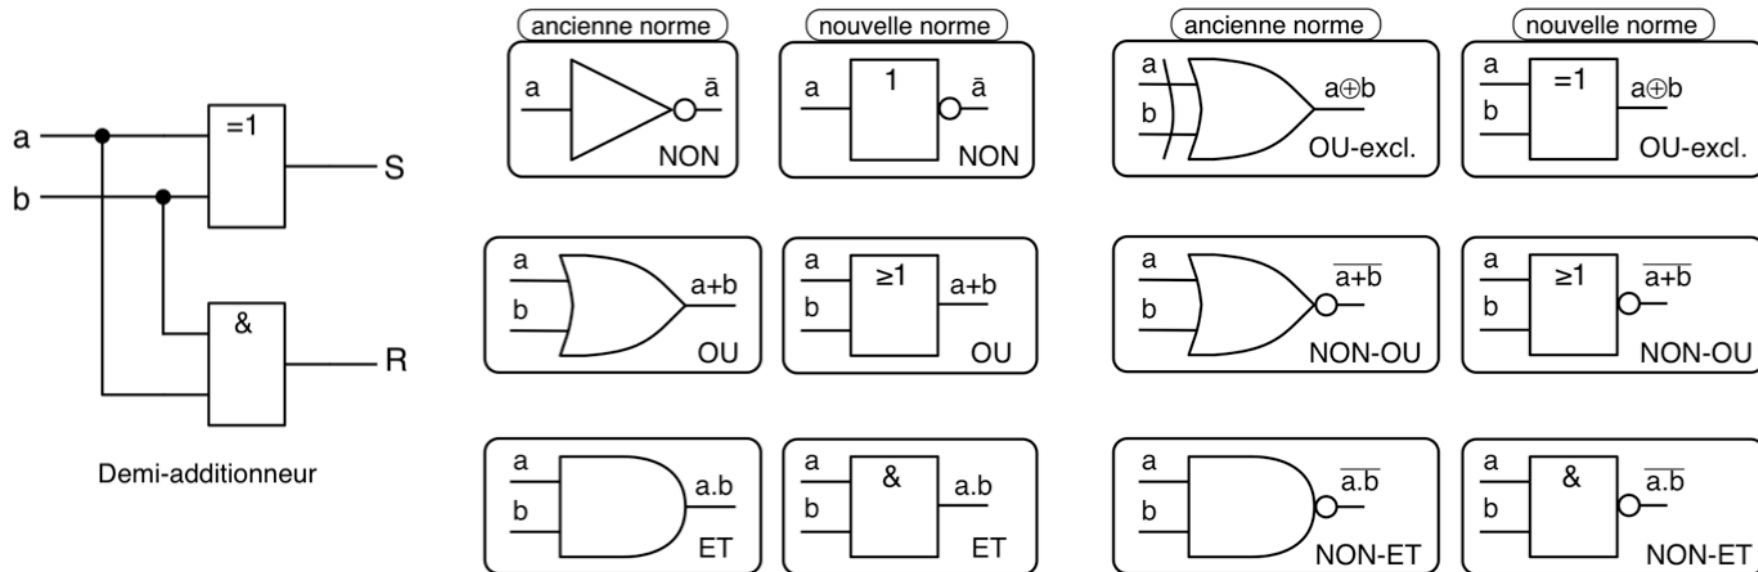 a
b
=1
S
&
R
Demi-additionneur
ancienne norme
a
ā
NON
nouvelle norme
a
1
ā
NON
ancienne norme
a
b
a⊕b
OU-excl.
nouvelle norme
a
b
=1
a⊕b
OU-excl.
a
b
a+b
OU
a
b
≥1
a+b
OU
a
b
a+b
NON-OU
a
b
≥1
a+b
NON-OU
a
b
a.b
ET
a
b
&
a.b
ET
a
b
a.b
NON-ET
a
b
&
a.b
NON-ET